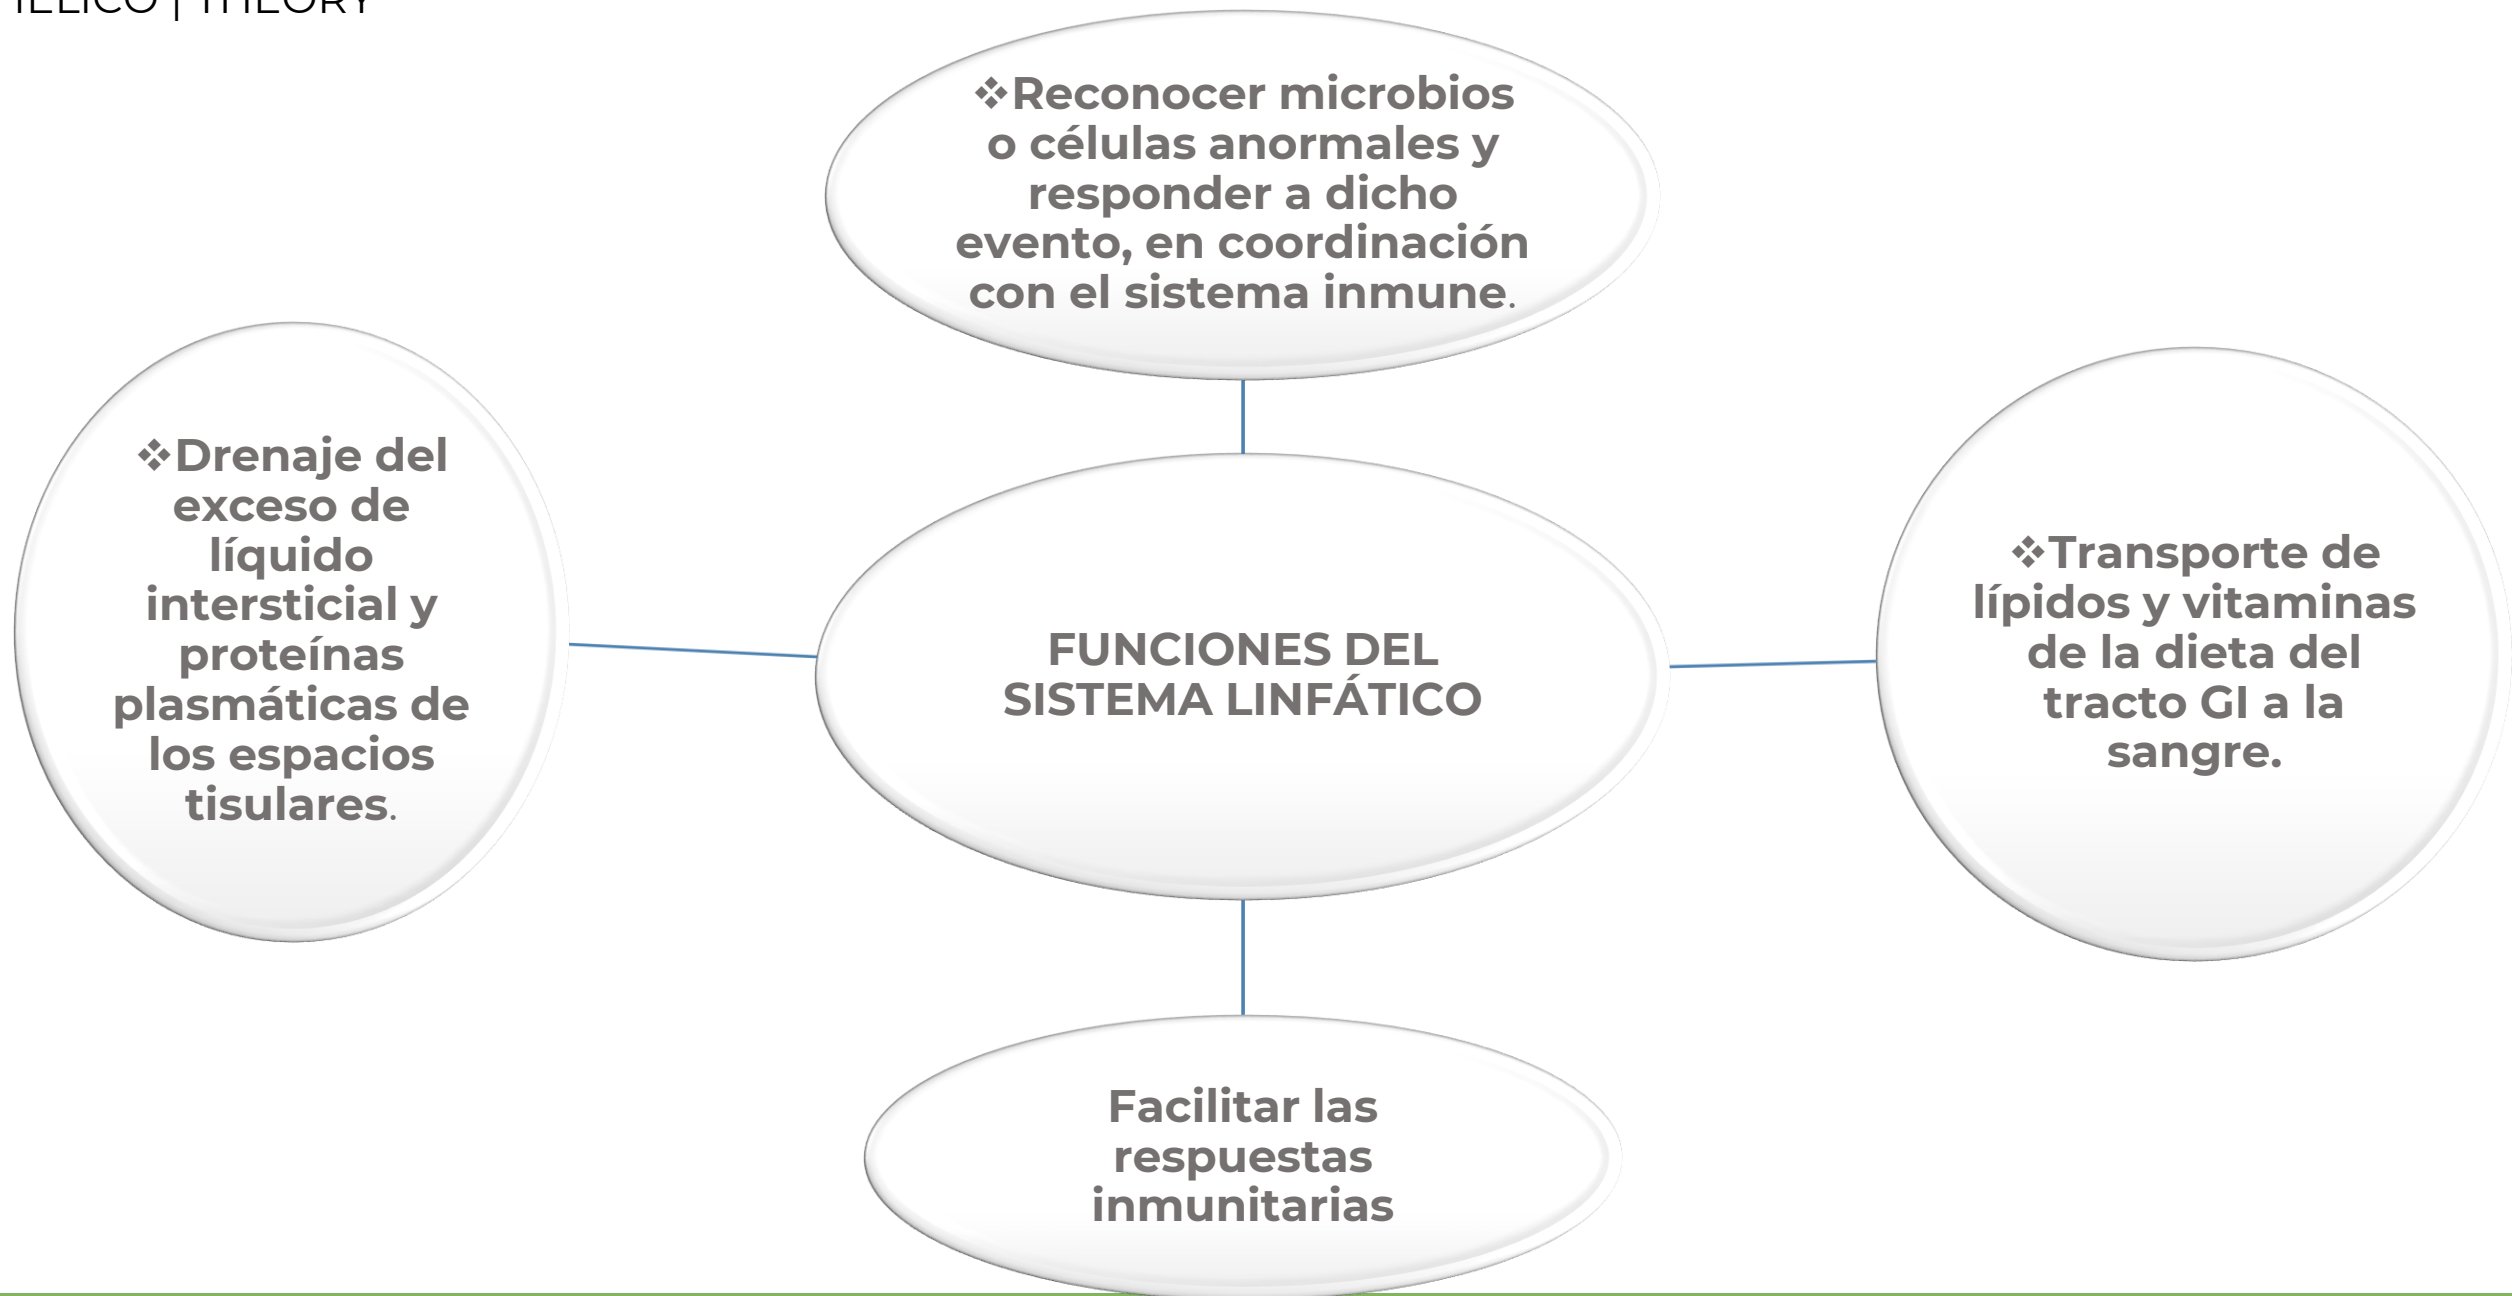 HELICO | THEORY
❖Reconocer microbios
o células anormales y
responder a dicho
evento, en coordinación
con el sistema inmune.
❖Drenaje del
exceso de
líquido
intersticial y
proteínas
plasmáticas de
los espacios
tisulares.
FUNCIONES DEL
SISTEMA LINFÁTICO
❖Transporte de
lípidos y vitaminas
de la dieta del
tracto GI a la
sangre.
Facilitar las
respuestas
inmunitarias